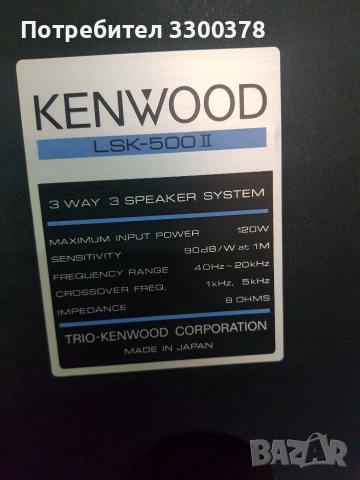 Потребител 3300378
KENWOOD
LSK-500 II
3 WAY 3 SPEAKER SYSTEM
MAXIMUM INPUT POWER 120W
SENSITIVITY 90dB/W at 1M
FREQUENCY RANGE 40Hz~20kHz
CROSSOVER FREQ. 1kHz, 5kHz
IMPEDANCE 8 OHMS
TRIO-KENWOOD CORPORATION
MADE IN JAPAN
BAZAR
bg